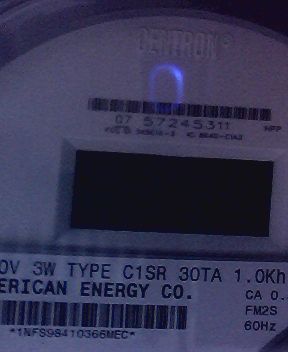 CENTRON®
07 57245311
0V 3W TYPE C1SR 30TA 1.0Kh
ERICAN ENERGY CO.
CA 0.
FM2S
60Hz
*1NFS98410366MEC*